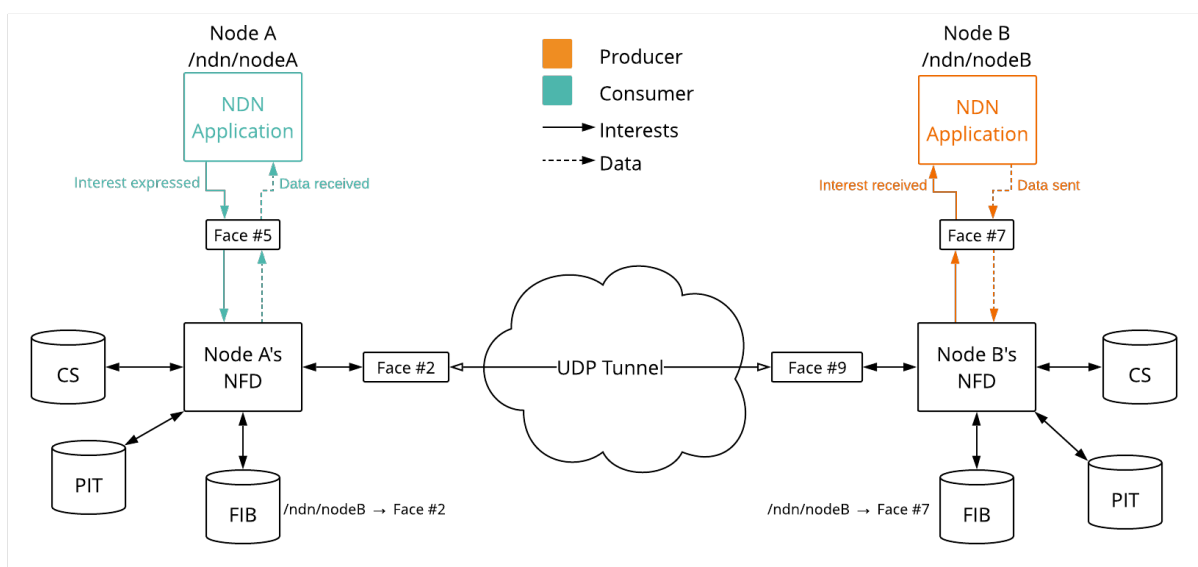 Node A
/ndn/nodeA
NDN
Application
Interest expressed
Data received
Face #5
Producer
Consumer
Interests
Data
Node B
/ndn/nodeB
NDN
Application
Interest received
Data sent
Face #7
CS
Node A's
NFD
Face #2
UDP Tunnel
Face #9
Node B's
NFD
CS
PIT
FIB
/ndn/nodeB → Face #2
/ndn/nodeB → Face #7
FIB
PIT